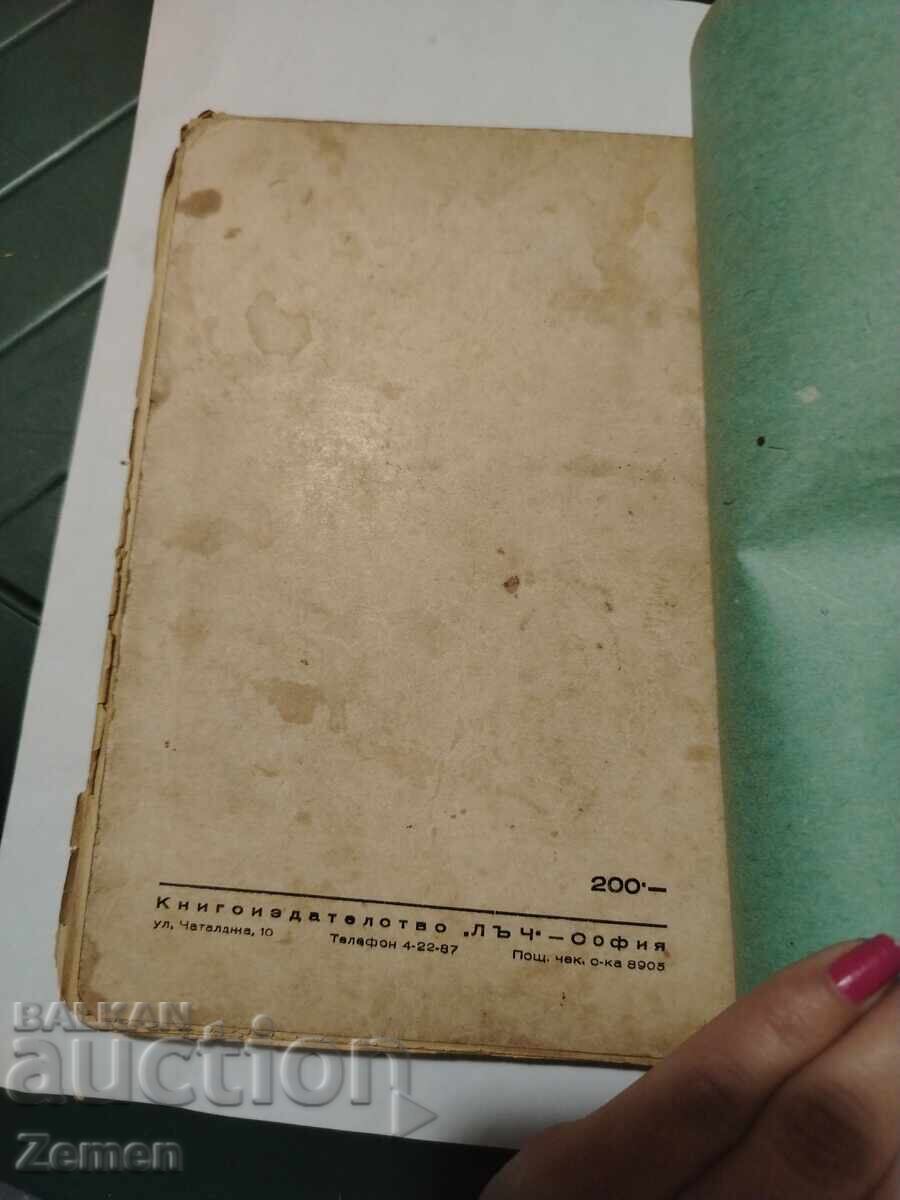 200·—
Книгоиздателство „ЛЪЧ“ — София
ул. Чаталджа, 10 Телефон 4-22-87 Пощ. чек. с-ка 8905
BALKAN
auction
Zemen